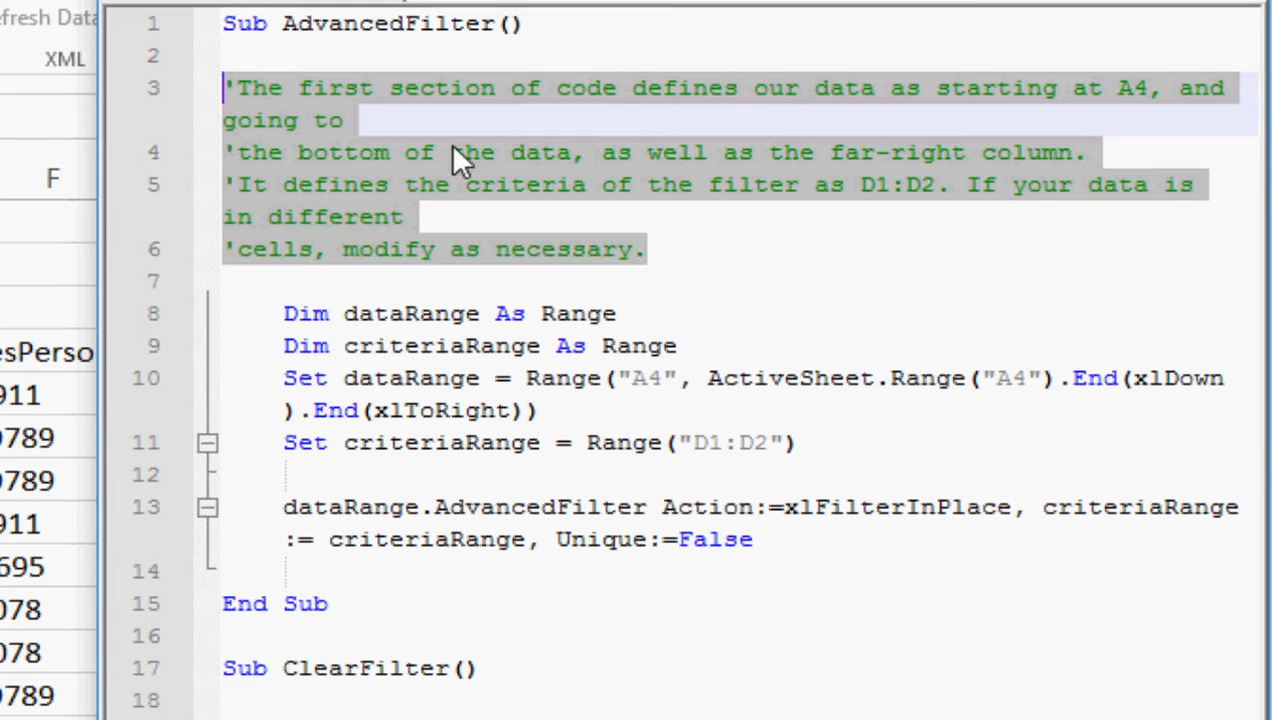 efresh Data
XML
F
esPerso
911
9789
9789
911
695
078
078
9789
1 Sub AdvancedFilter()
2
3 'The first section of code defines our data as starting at A4, and
going to
4 'the bottom of the data, as well as the far-right column.
5 'It defines the criteria of the filter as D1:D2. If your data is
in different
6 'cells, modify as necessary.
7
8 Dim dataRange As Range
9 Dim criteriaRange As Range
10 Set dataRange = Range("A4", ActiveSheet.Range("A4").End(xlDown
).End(xlToRight))
11 Set criteriaRange = Range("D1:D2")
12
13 dataRange.AdvancedFilter Action:=xlFilterInPlace, criteriaRange
:= criteriaRange, Unique:=False
14
15 End Sub
16
17 Sub ClearFilter()
18